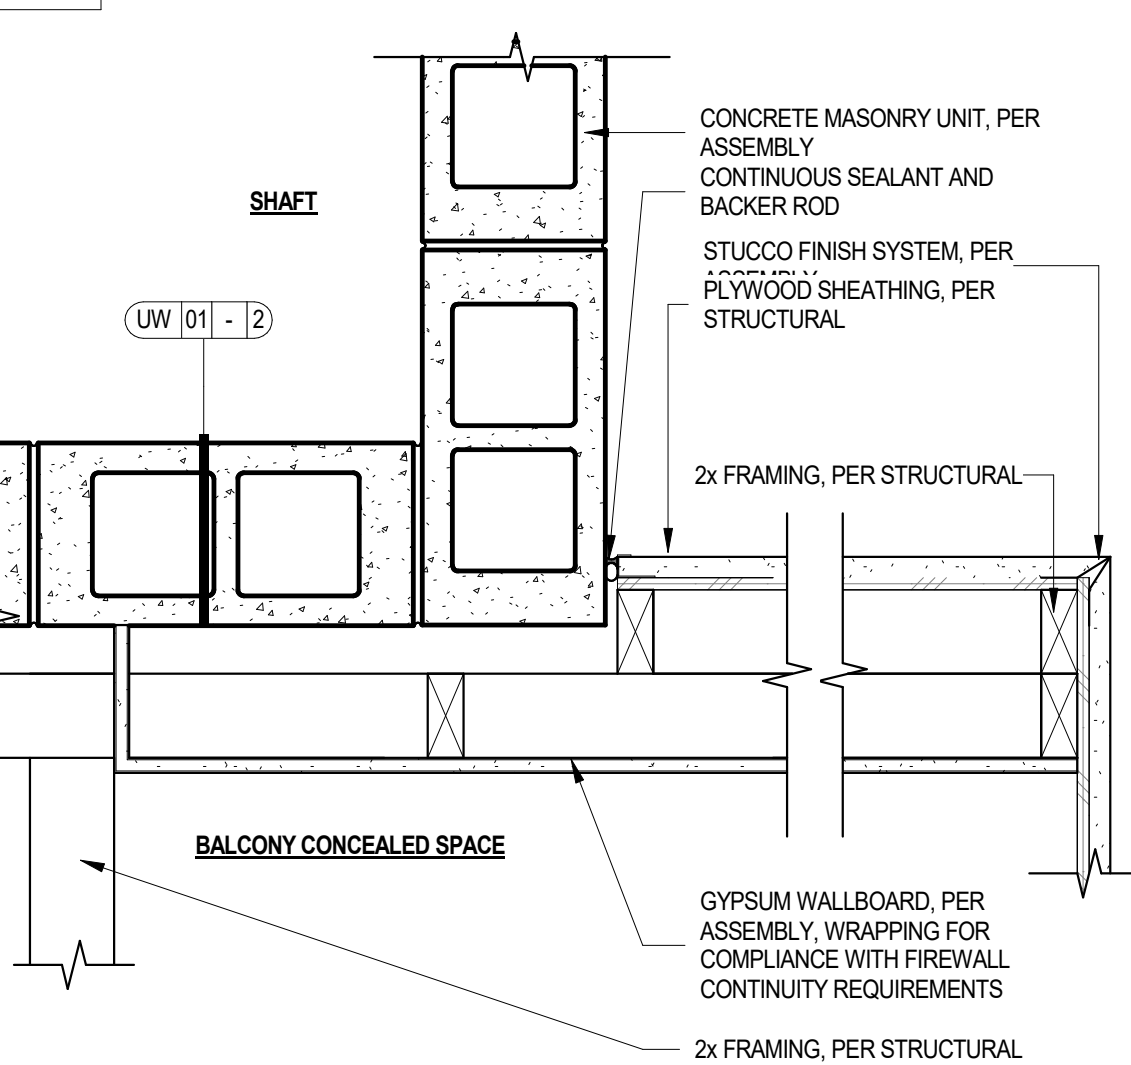 CONCRETE MASONRY UNIT, PER
ASSEMBLY
CONTINUOUS SEALANT AND
BACKER ROD
SHAFT
STUCCO FINISH SYSTEM, PER
ASSEMBLY
PLYWOOD SHEATHING, PER
STRUCTURAL
UW 01 - 2
2x FRAMING, PER STRUCTURAL
BALCONY CONCEALED SPACE
GYPSUM WALLBOARD, PER
ASSEMBLY, WRAPPING FOR
COMPLIANCE WITH FIREWALL
CONTINUITY REQUIREMENTS
2x FRAMING, PER STRUCTURAL